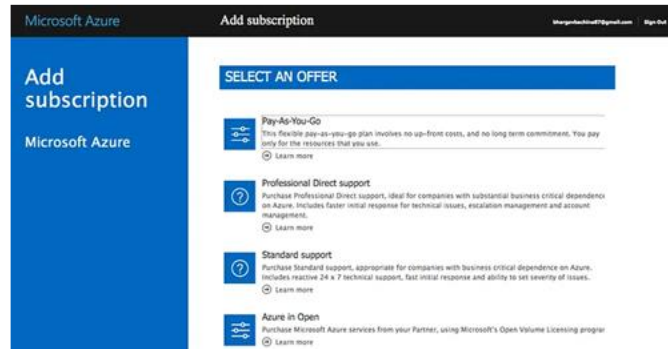 Microsoft Azure
Add subscription
Sign Out
Add
subscription
Microsoft Azure
SELECT AN OFFER
Pay-As-You-Go
This flexible pay-as-you-go plan involves no up-front costs, and no long term commitment. You pay
only for the resources that you use.
Learn more
Professional Direct support
Purchase Professional Direct support, ideal for companies with substantial business critical dependence
on Azure. Includes faster initial response for technical issues, escalation management and account
management.
Learn more
Standard support
Purchase Standard support, appropriate for companies with business critical dependence on Azure.
Includes reactive 24 x 7 technical support, fast initial response and ability to set severity of issues.
Learn more
Azure in Open
Purchase Microsoft Azure services from your Partner, using Microsoft's Open Volume Licensing progra
Learn more